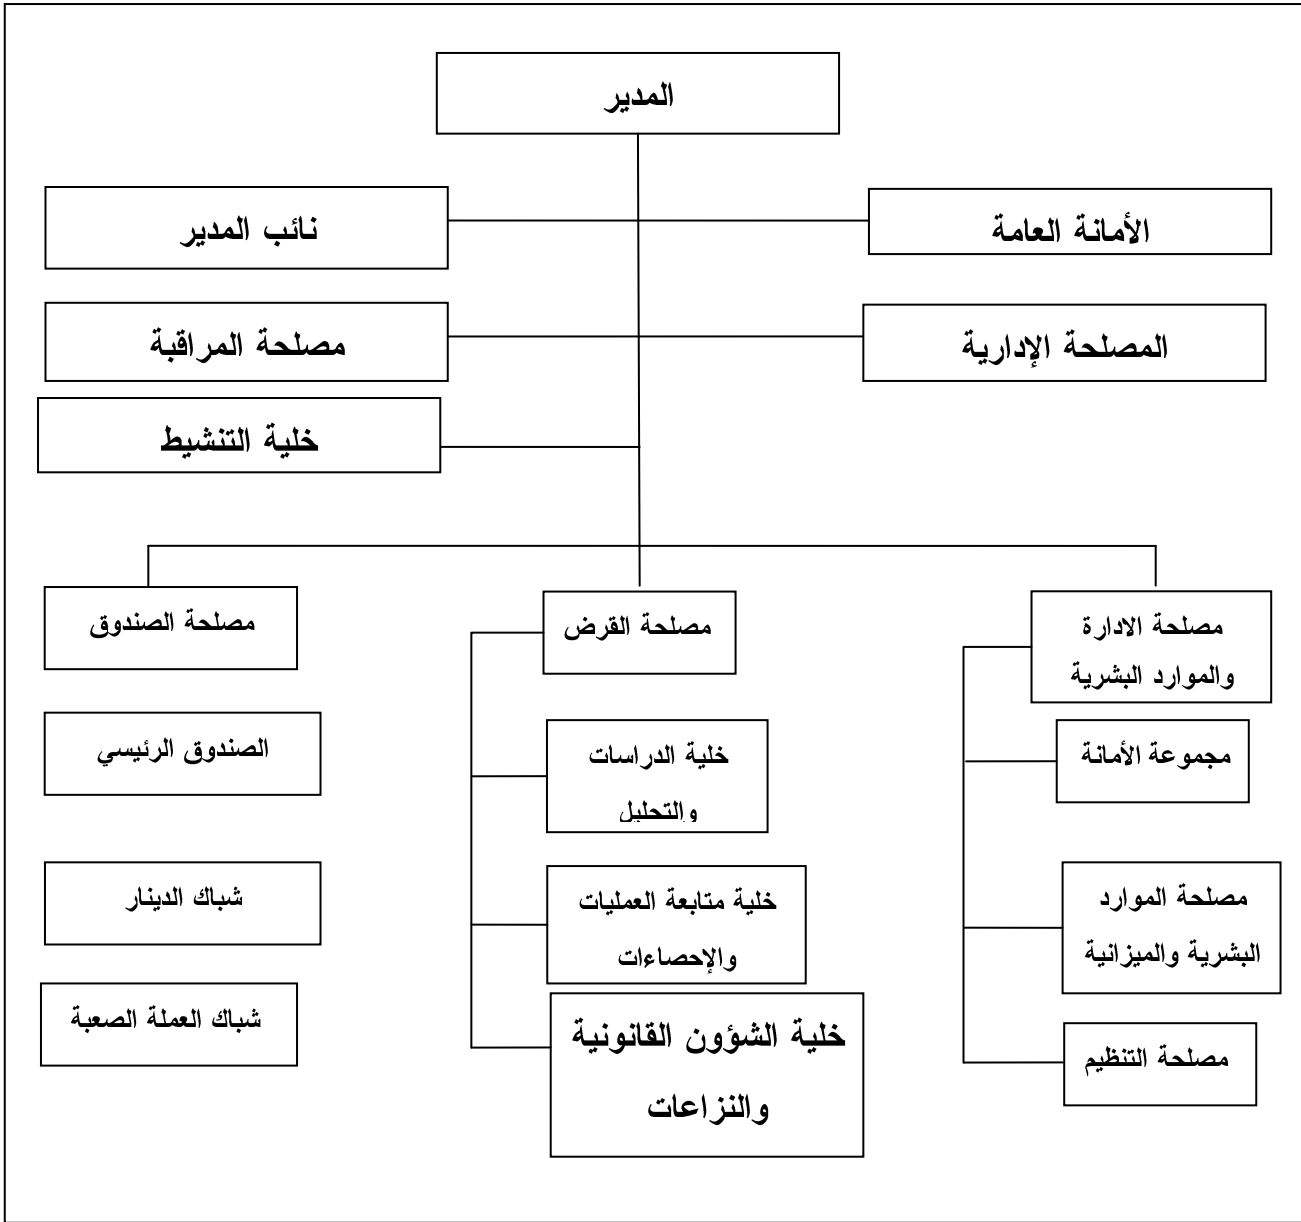 المدير
الأمانة العامة
نائب المدير
المصلحة الإدارية
مصلحة المراقبة
خلية التنشيط
مصلحة الادارة
والموارد البشرية
مجموعة الأمانة
مصلحة الموارد
البشرية والميزانية
مصلحة التنظيم
مصلحة القرض
خلية الدراسات
والتحليل
خلية متابعة العمليات
والإحصاءات
خلية الشؤون القانونية
والنزاعات
مصلحة الصندوق
الصندوق الرئيسي
شباك الدينار
شباك العملة الصعبة